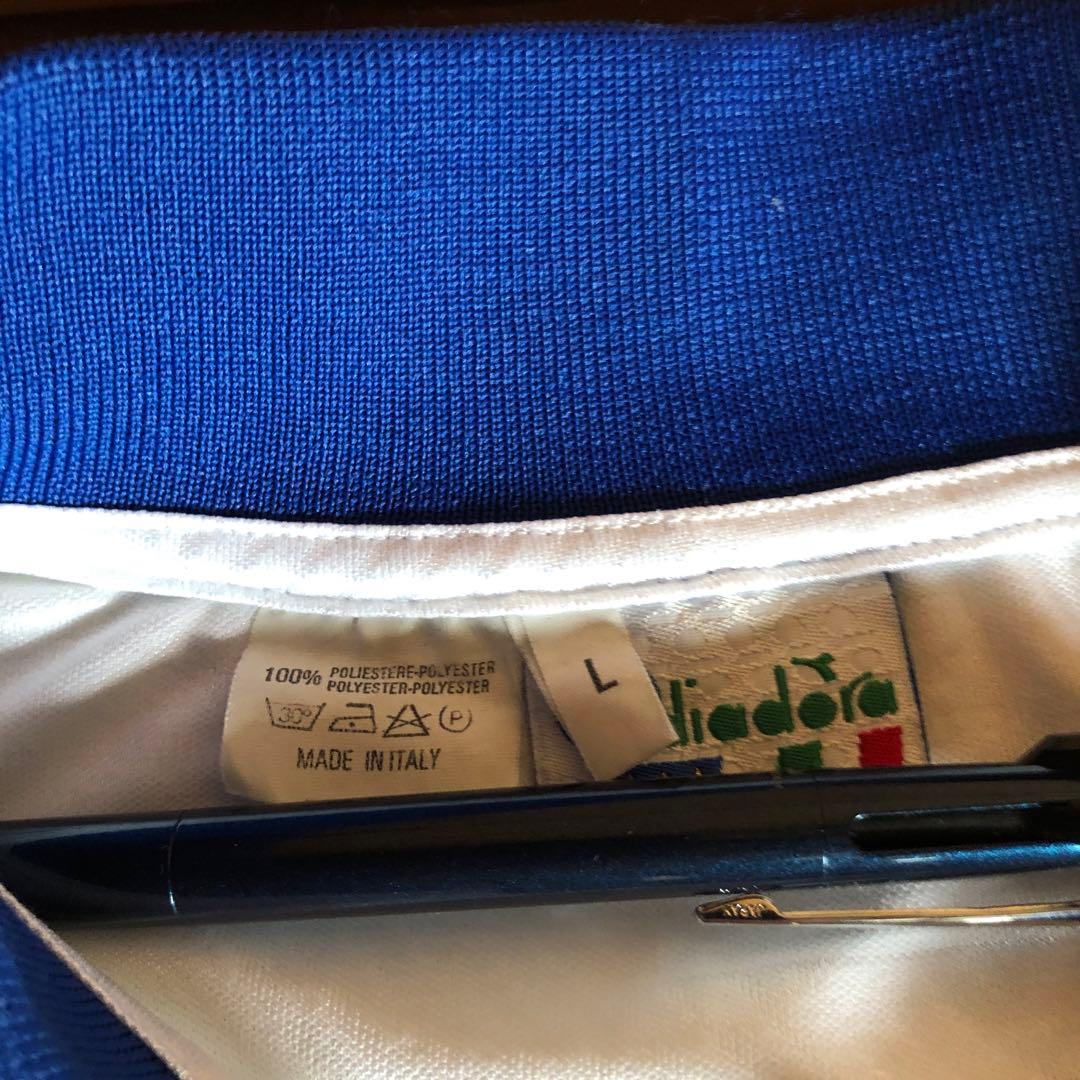 100% POLIESTERE-POLYESTER
POLYESTER-POLYESTER
30° P
MADE IN ITALY
L
diadora